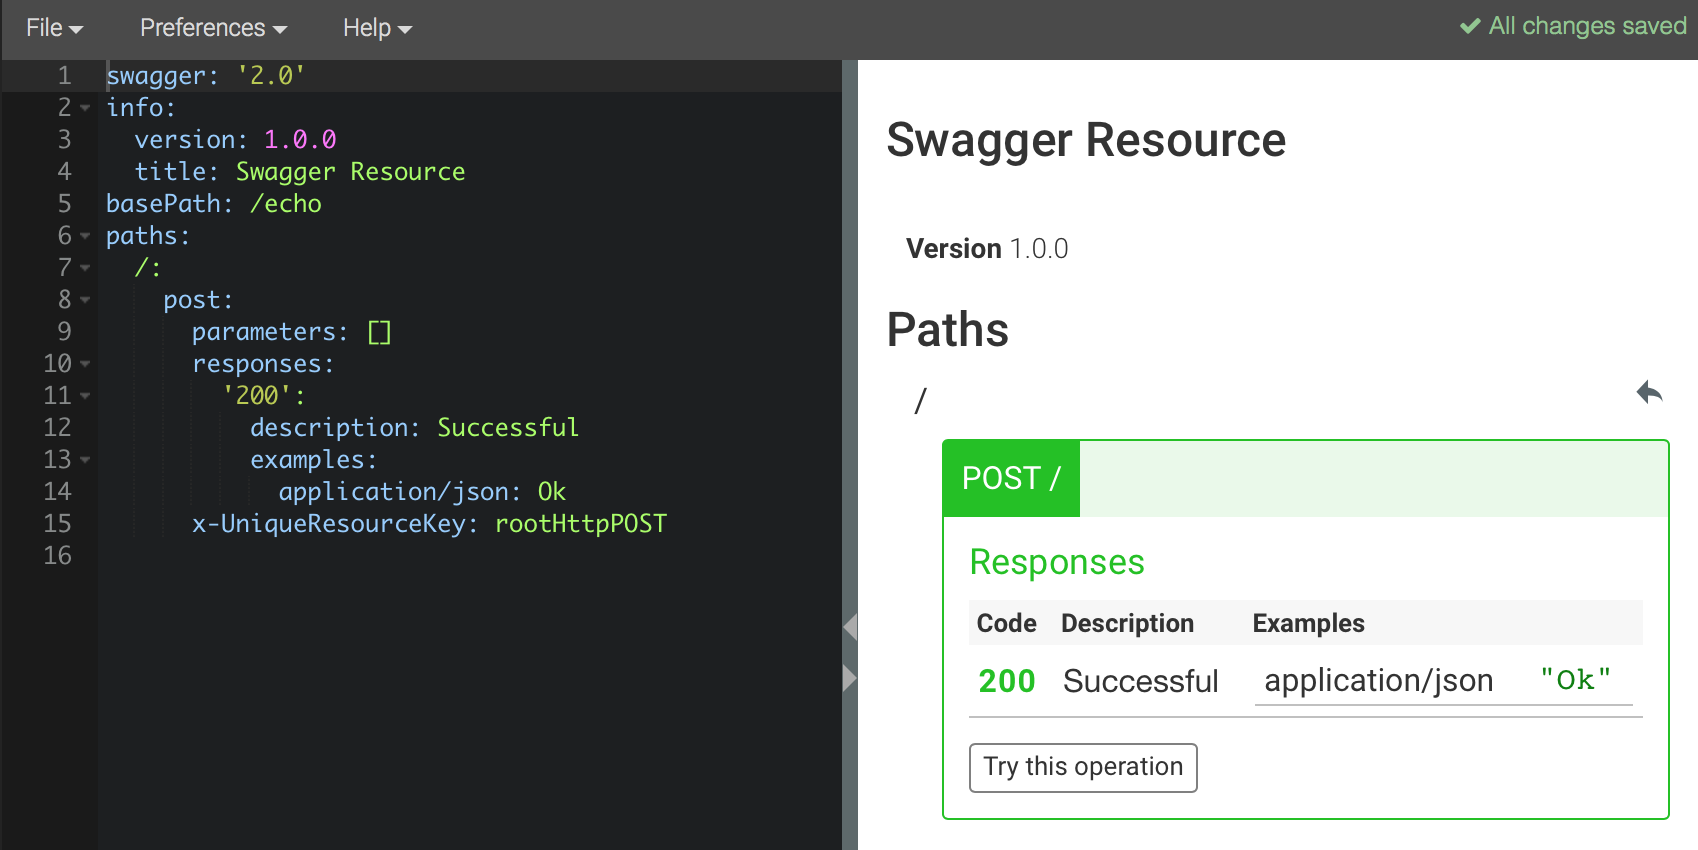 File Preferences Help All changes saved
1 swagger: '2.0'
2 info:
3 version: 1.0.0
4 title: Swagger Resource
5 basePath: /echo
6 paths:
7 /:
8 post:
9 parameters: []
10 responses:
11 '200':
12 description: Successful
13 examples:
14 application/json: Ok
15 x-UniqueResourceKey: rootHttpPOST
16
Swagger Resource
Version 1.0.0
Paths
/
POST /
Responses
Code Description Examples
200 Successful application/json "Ok"
Try this operation